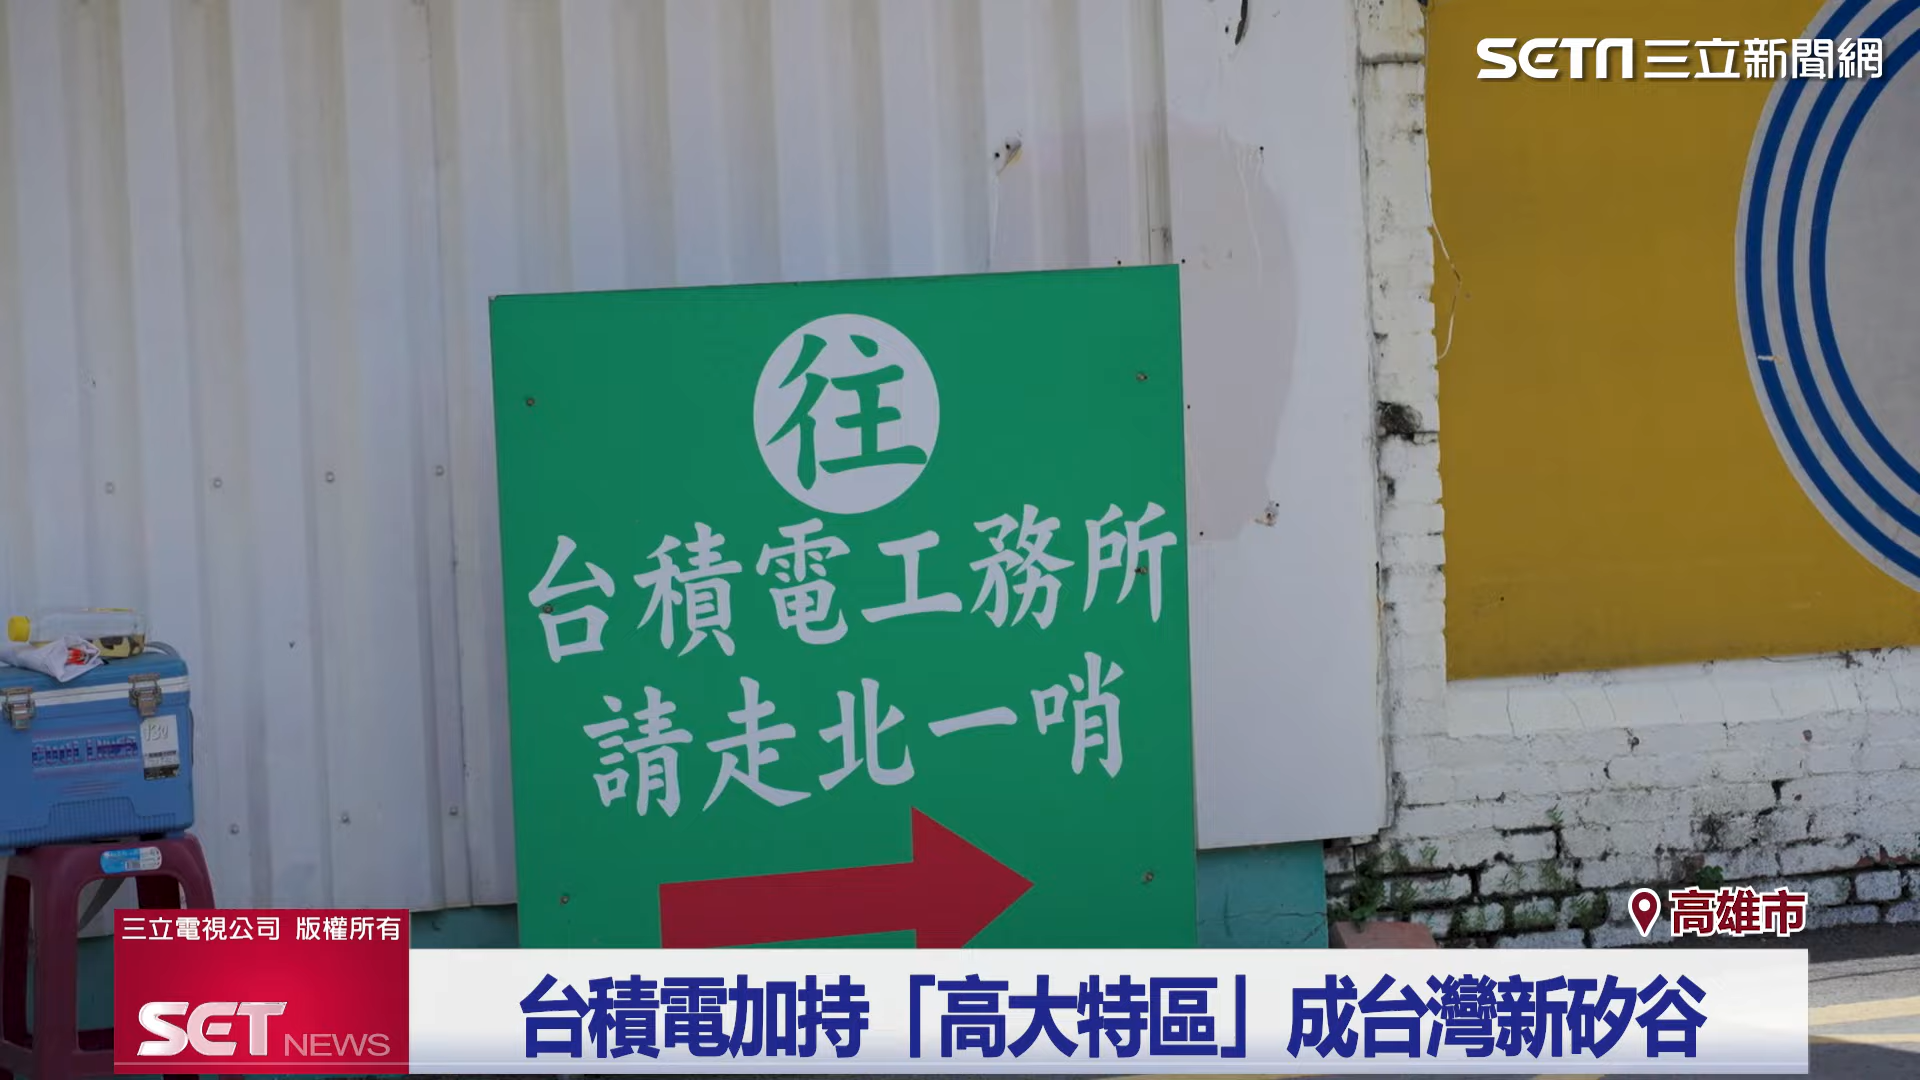 SETN三立新聞網
往
台積電工務所
請走北一哨
139
高雄市
三立電視公司 版權所有
SET NEWS
台積電加持「高大特區」成台灣新矽谷